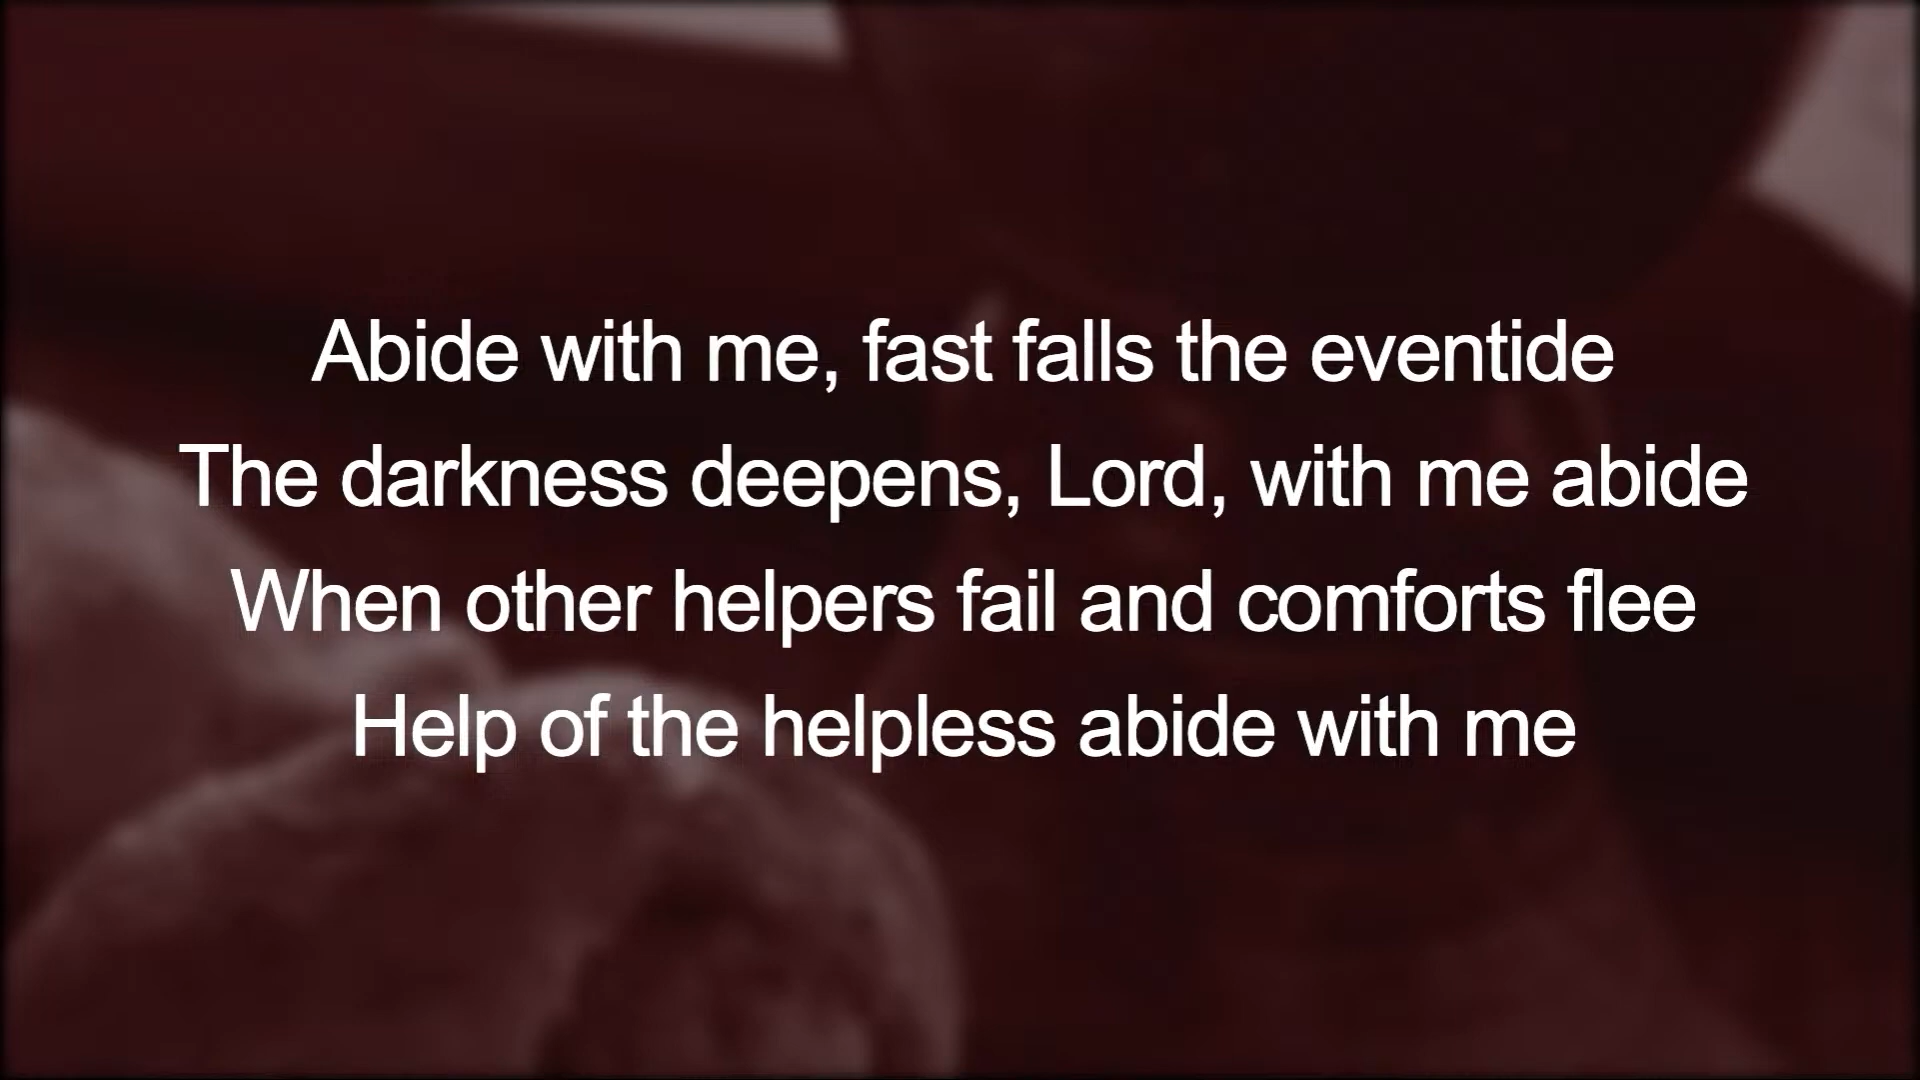 Abide with me, fast falls the eventide
The darkness deepens, Lord, with me abide
When other helpers fail and comforts flee
Help of the helpless abide with me